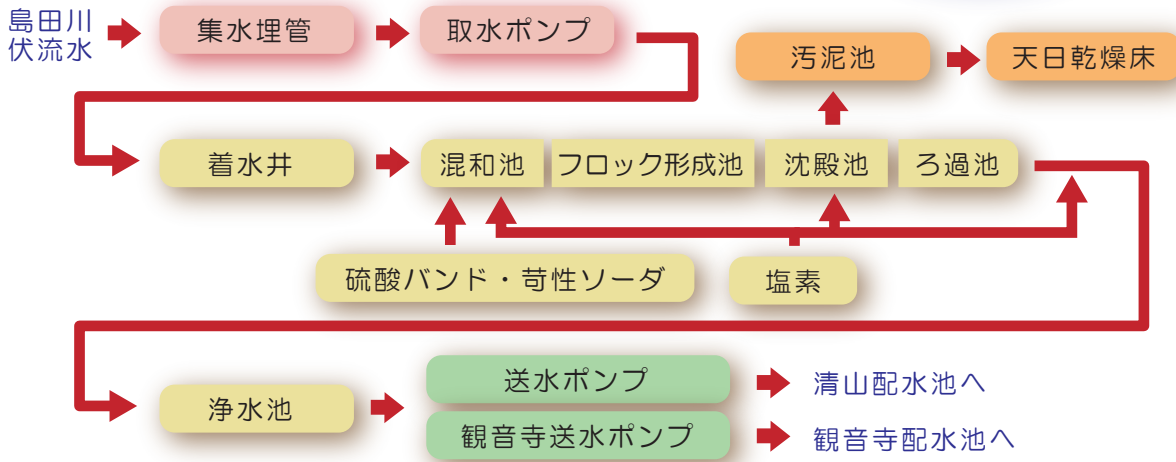 島田川
伏流水
集水埋管
取水ポンプ
汚泥池
天日乾燥床
着水井
混和池
フロック形成池
沈殿池
ろ過池
硫酸バンド・苛性ソーダ
塩素
浄水池
送水ポンプ
清山配水池へ
観音寺送水ポンプ
観音寺配水池へ